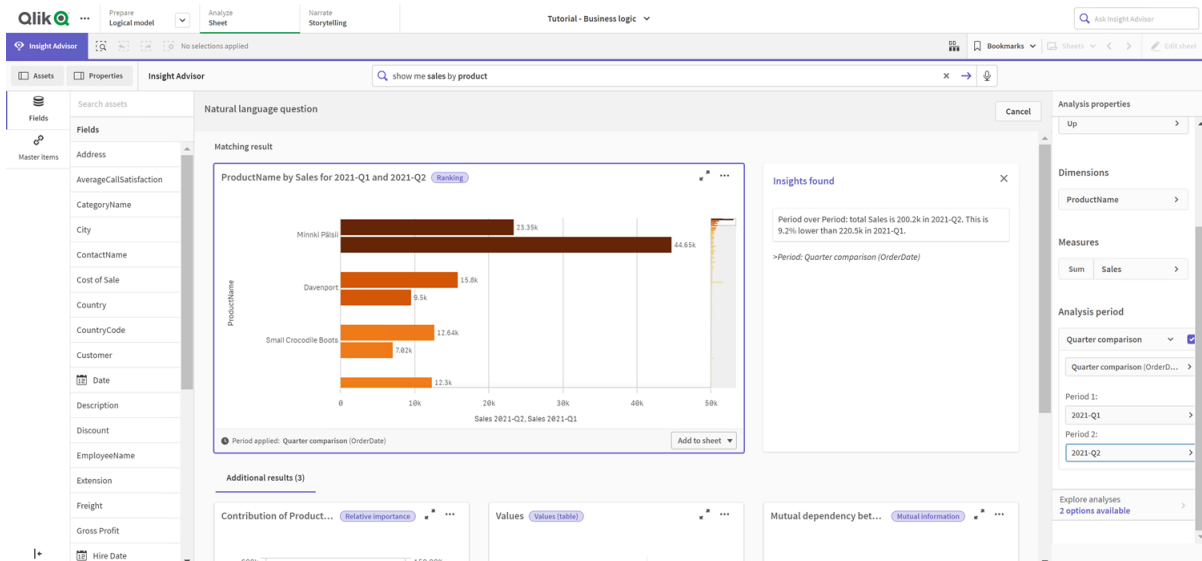 Qlik
Prepare
Logical model
Analyze
Sheet
Narrate
Storytelling
Tutorial - Business logic
Ask Insight Advisor
Insight Advisor
No selections applied
Bookmarks
Sheets
Edit sheet
Assets
Properties
Insight Advisor
show me sales by product
Fields
Master items
Search assets
Fields
Address
AverageCallSatisfaction
CategoryName
City
ContactName
Cost of Sale
Country
CountryCode
Customer
Date
Description
Discount
EmployeeName
Extension
Freight
Gross Profit
Hire Date
Natural language question
Cancel
Matching result
ProductName by Sales for 2021-Q1 and 2021-Q2 Ranking
ProductName
Minnki Pälsii
23.35k
44.65k
Davenport
15.8k
9.5k
Small Crocodile Boots
12.64k
7.02k
12.3k
0 10k 20k 30k 40k 50k
Sales 2021-Q2, Sales 2021-Q1
Period applied: Quarter comparison (OrderDate)
Add to sheet
Insights found
Period over Period: total Sales is 200.2k in 2021-Q2. This is
9.2% lower than 220.5k in 2021-Q1.
>Period: Quarter comparison (OrderDate)
Additional results (3)
Contribution of Product... Relative importance
Values Values (table)
Mutual dependency bet... Mutual information
Analysis properties
Up
Dimensions
ProductName
Measures
Sum Sales
Analysis period
Quarter comparison
Quarter comparison (OrderD...
Period 1:
2021-Q1
Period 2:
2021-Q2
Explore analyses
2 options available